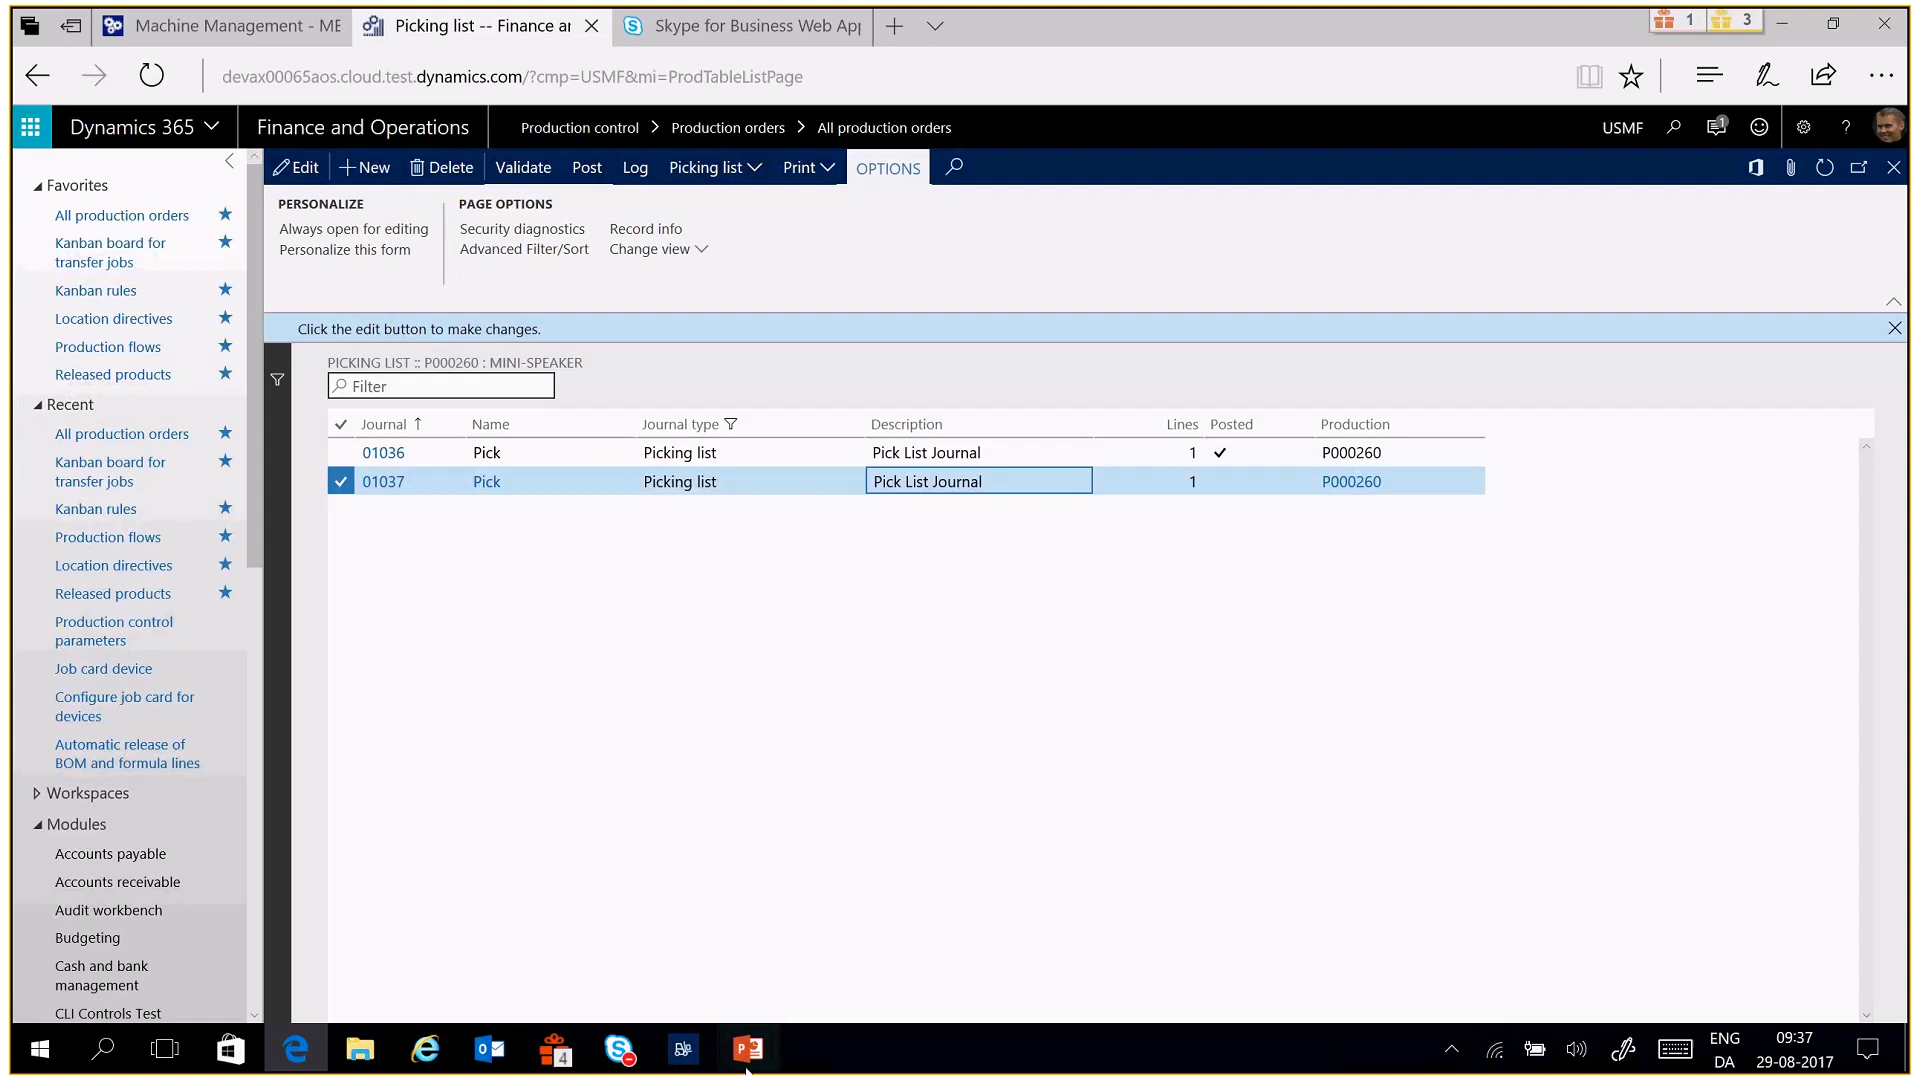 Machine Management - ME
Picking list -- Finance ar
Skype for Business Web App
1
3
devax00065aos.cloud.test.dynamics.com/?cmp=USMF&mi=ProdTableListPage
Dynamics 365
Finance and Operations
Production control > Production orders > All production orders
USMF
1
?
Edit
New
Delete
Validate
Post
Log
Picking list
Print
OPTIONS
PERSONALIZE
Always open for editing
Personalize this form
PAGE OPTIONS
Security diagnostics
Advanced Filter/Sort
Record info
Change view
Click the edit button to make changes.
Favorites
All production orders
Kanban board for
transfer jobs
Kanban rules
Location directives
Production flows
Released products
Recent
All production orders
Kanban board for
transfer jobs
Kanban rules
Production flows
Location directives
Released products
Production control
parameters
Job card device
Configure job card for
devices
Automatic release of
BOM and formula lines
Workspaces
Modules
Accounts payable
Accounts receivable
Audit workbench
Budgeting
Cash and bank
management
CLI Controls Test
PICKING LIST :: P000260 : MINI-SPEAKER
Filter
Journal Name Journal type Description Lines Posted Production
01036 Pick Picking list Pick List Journal 1 P000260
01037 Pick Picking list Pick List Journal 1 P000260
4
ENG
DA
09:37
29-08-2017